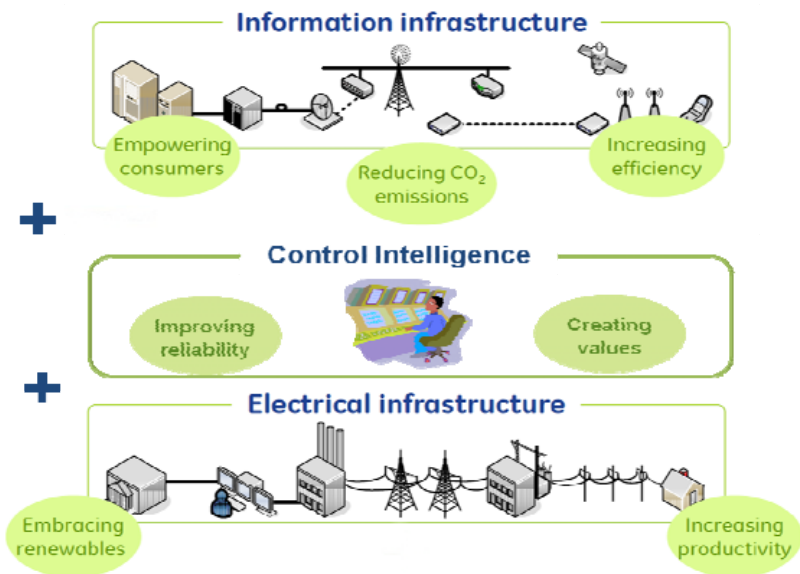 Information infrastructure
Empowering
consumers
Reducing CO₂
emissions
Increasing
efficiency
+
Control Intelligence
Improving
reliability
Creating
values
+
Electrical infrastructure
Embracing
renewables
Increasing
productivity